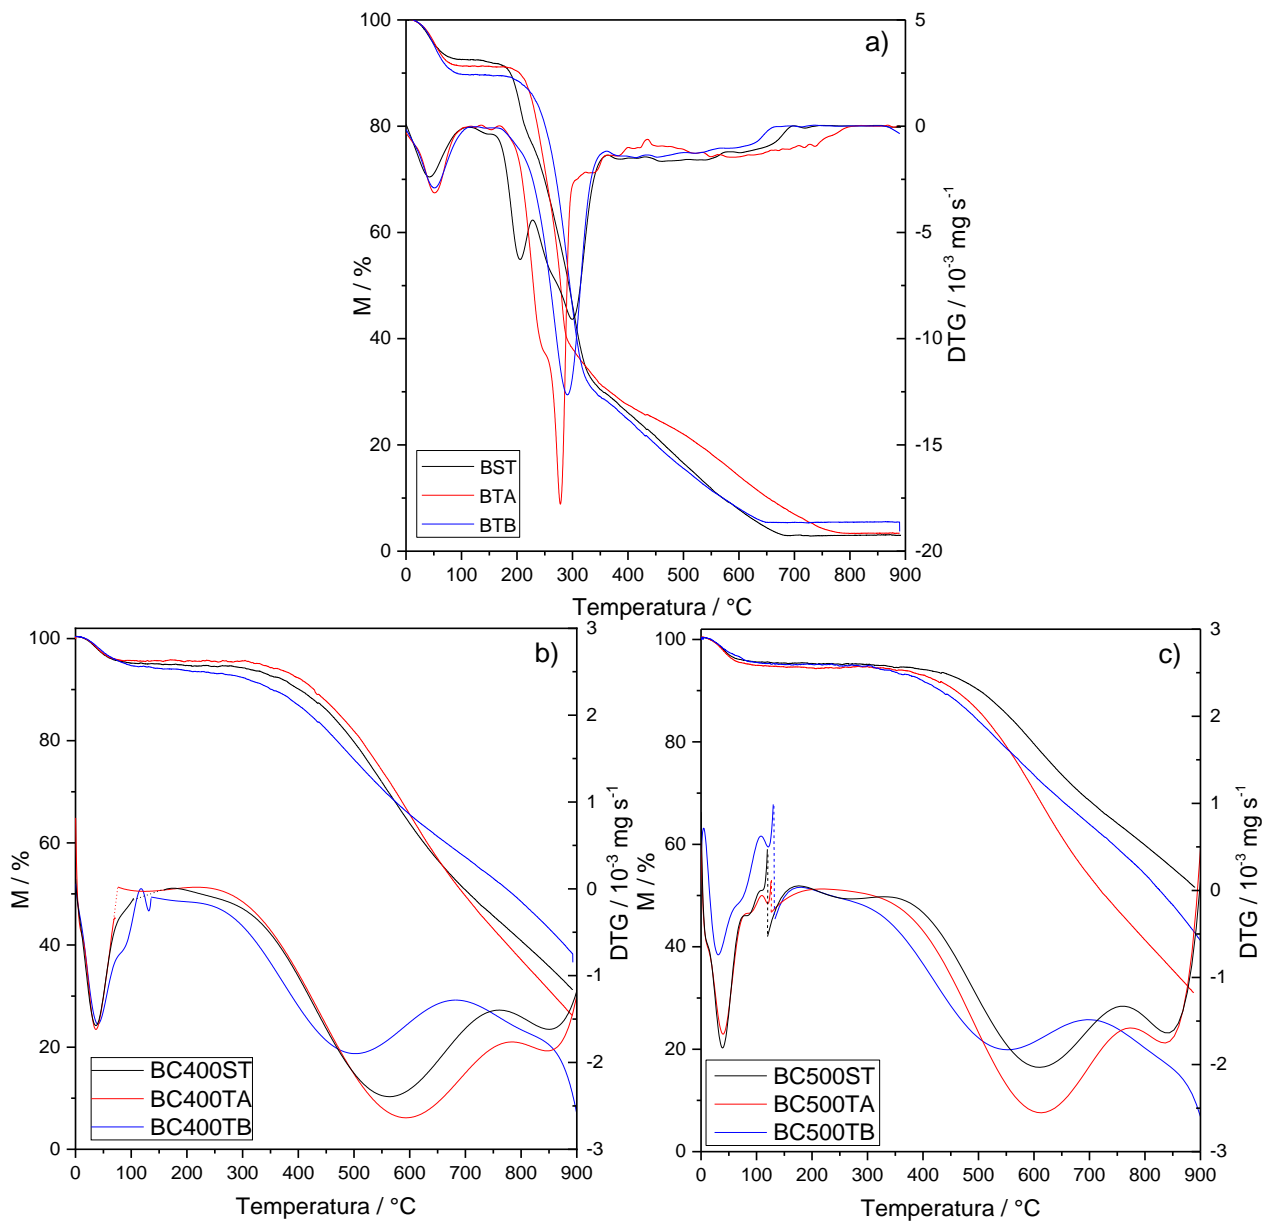 a)
100
80
60
40
20
0
M / %
5
0
-5
-10
-15
-20
DTG / 10⁻³ mg s⁻¹
BST
BTA
BTB
0 100 200 300 400 500 600 700 800 900
Temperatura / °C
b)
100
80
60
40
20
0
M / %
3
2
1
0
-1
-2
-3
DTG / 10⁻³ mg s⁻¹
BC400ST
BC400TA
BC400TB
0 100 200 300 400 500 600 700 800 900
Temperatura / °C
c)
100
80
60
40
20
0
M / %
3
2
1
0
-1
-2
-3
DTG / 10⁻³ mg s⁻¹
BC500ST
BC500TA
BC500TB
0 100 200 300 400 500 600 700 800 900
Temperatura / °C